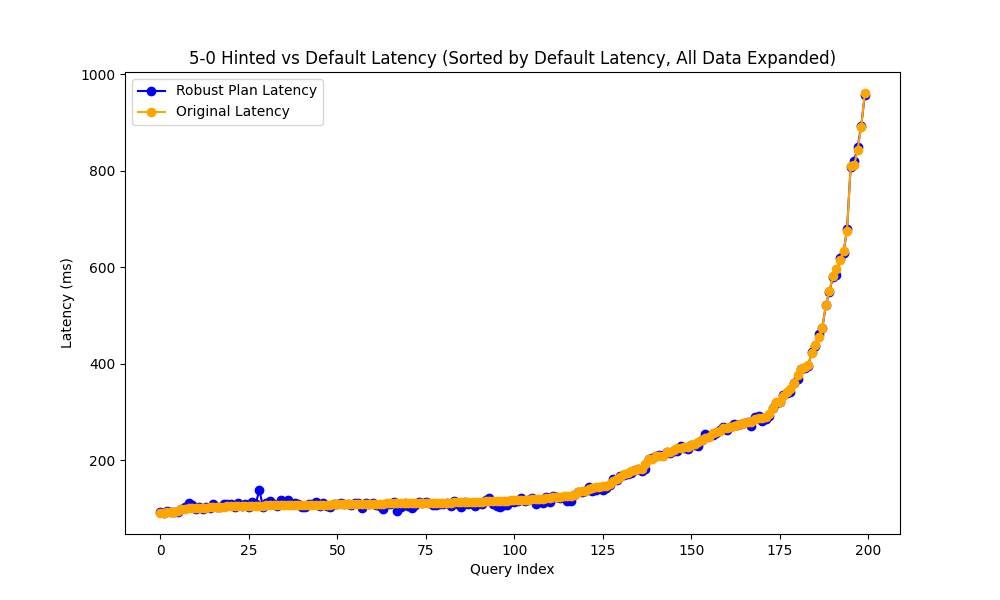 5-0 Hinted vs Default Latency (Sorted by Default Latency, All Data Expanded)
Robust Plan Latency
Original Latency
Latency (ms)
1000
800
600
400
200
0
25
50
75
100
125
150
175
200
Query Index